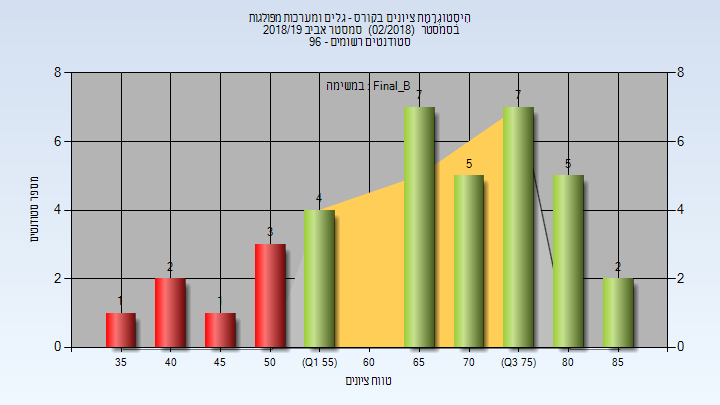 היסטוגרמת ציונים בקורס - גלים ומערכות מפולגות
בסמסטר (02/2018) סמסטר אביב 2018/19
סטודנטים רשומים - 96
במשימה : Final_B
מספר סטודנטים
8 8
6 6
4 4
2 2
0 0
1 2 1 3 4 7 5 7 5 2
35 40 45 50 (Q1 55) 60 65 70 (Q3 75) 80 85
טווח ציונים